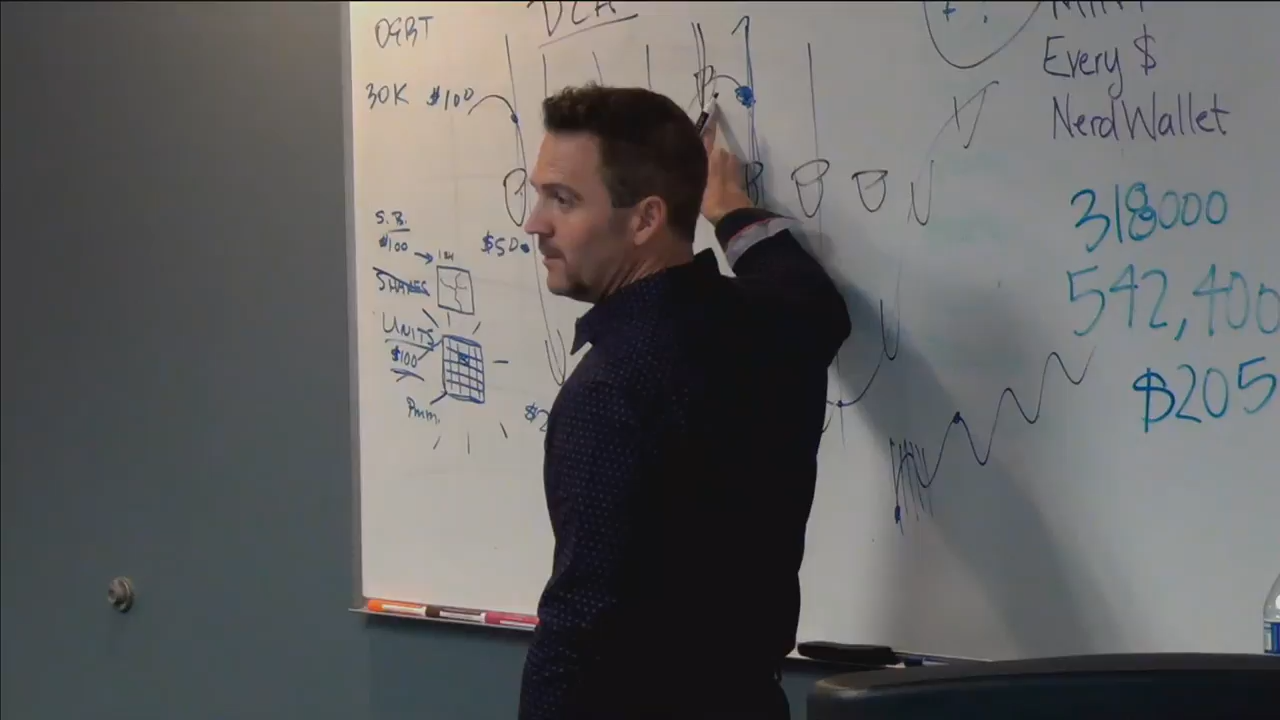 DEBT
DCA
30K $100
S.B.
$100
SHARES
UNITS
$100
$50
Every $
NerdWallet
318000
542,400
$205